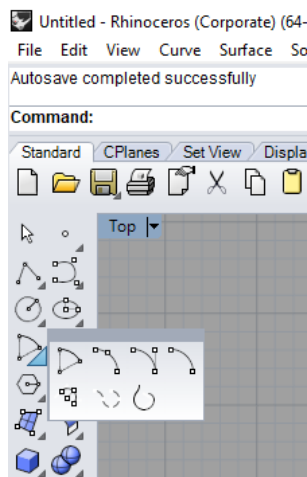 Untitled - Rhinoceros (Corporate) (64-
File Edit View Curve Surface So
Autosave completed successfully
Command:
Standard CPlanes Set View Displa
Top